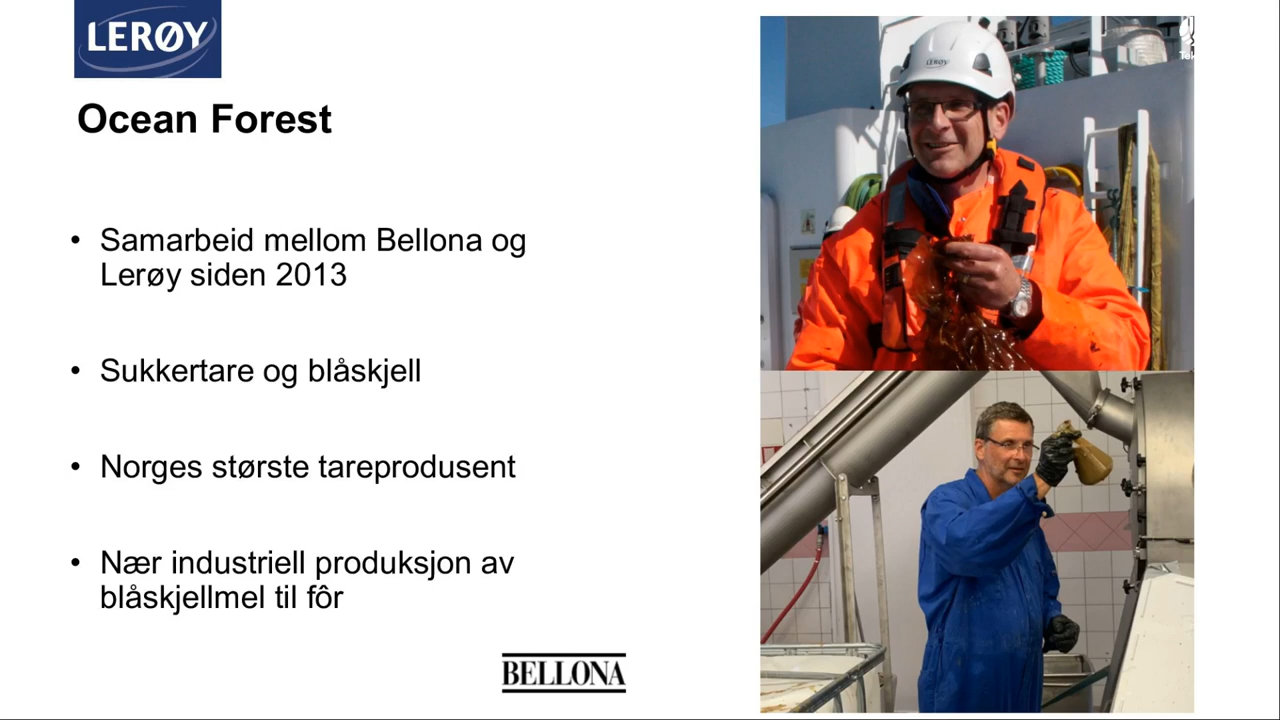 LERØY
Ocean Forest
• Samarbeid mellom Bellona og
Lerøy siden 2013
• Sukkertare og blåskjell
• Norges største tareprodusent
• Nær industriell produksjon av
blåskjellmel til fôr
BELLONA
LERØY